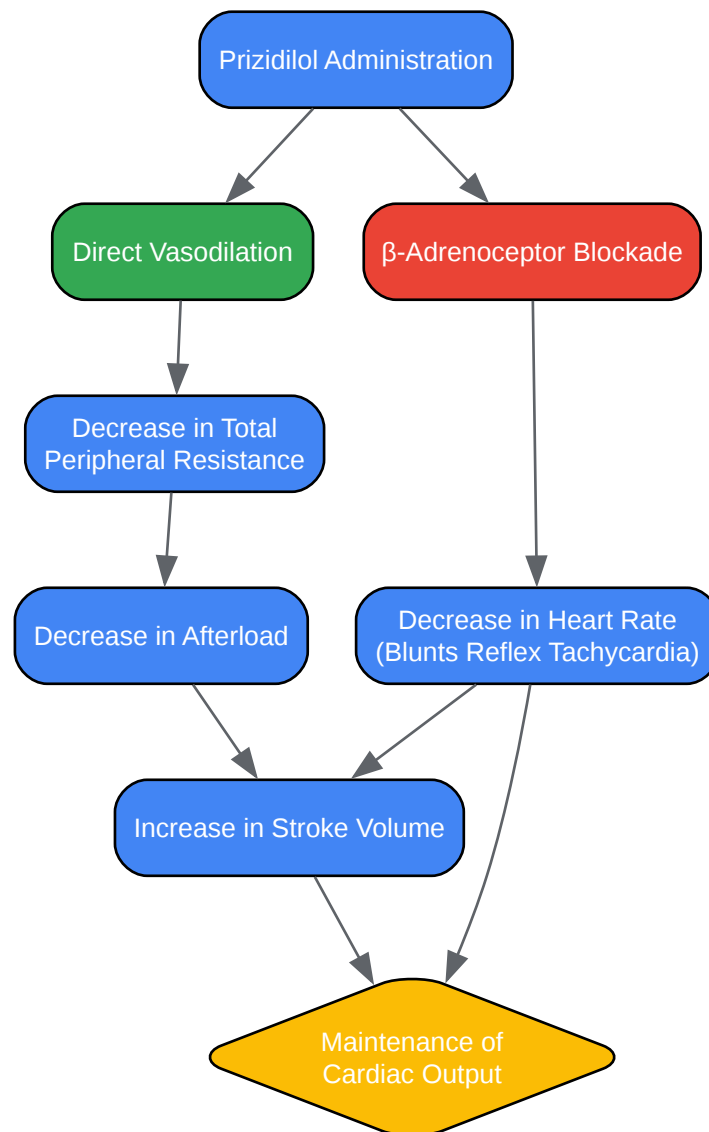 Prizidilol Administration
Direct Vasodilation
β-Adrenoceptor Blockade
Decrease in Total
Peripheral Resistance
Decrease in Afterload
Decrease in Heart Rate
(Blunts Reflex Tachycardia)
Increase in Stroke Volume
Maintenance of
Cardiac Output